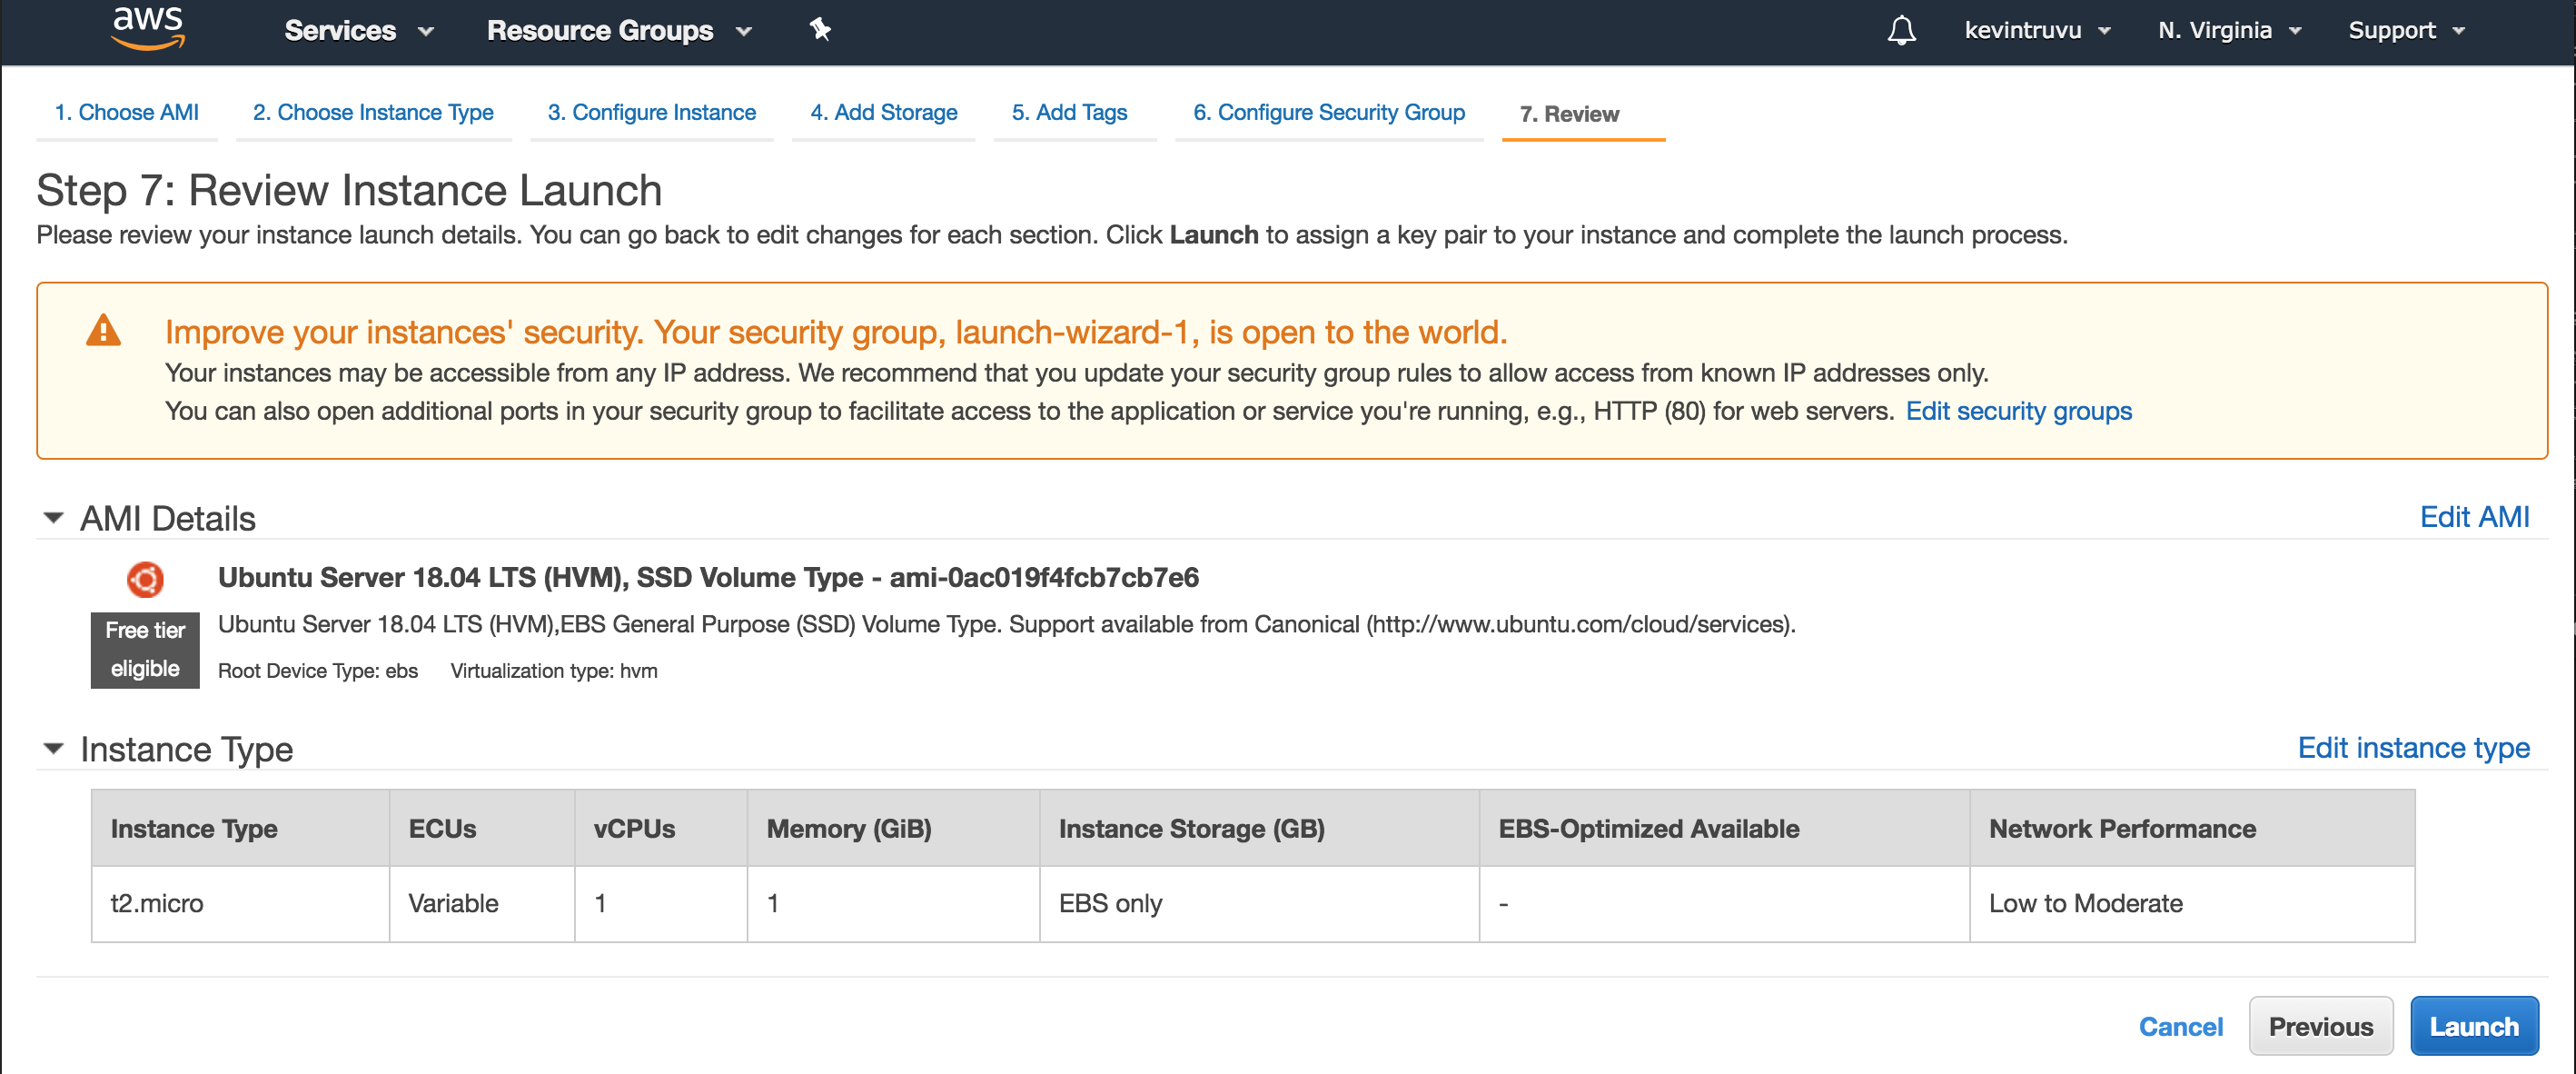 aws Services Resource Groups kevintruvu N. Virginia Support
1. Choose AMI 2. Choose Instance Type 3. Configure Instance 4. Add Storage 5. Add Tags 6. Configure Security Group 7. Review
Step 7: Review Instance Launch
Please review your instance launch details. You can go back to edit changes for each section. Click Launch to assign a key pair to your instance and complete the launch process.
Improve your instances' security. Your security group, launch-wizard-1, is open to the world.
Your instances may be accessible from any IP address. We recommend that you update your security group rules to allow access from known IP addresses only.
You can also open additional ports in your security group to facilitate access to the application or service you're running, e.g., HTTP (80) for web servers. Edit security groups
AMI Details Edit AMI
Ubuntu Server 18.04 LTS (HVM), SSD Volume Type - ami-0ac019f4fcb7cb7e6
Free tier eligible
Ubuntu Server 18.04 LTS (HVM),EBS General Purpose (SSD) Volume Type. Support available from Canonical (http://www.ubuntu.com/cloud/services).
Root Device Type: ebs Virtualization type: hvm
Instance Type Edit instance type
Instance Type ECUs vCPUs Memory (GiB) Instance Storage (GB) EBS-Optimized Available Network Performance
t2.micro Variable 1 1 EBS only - Low to Moderate
Cancel Previous Launch